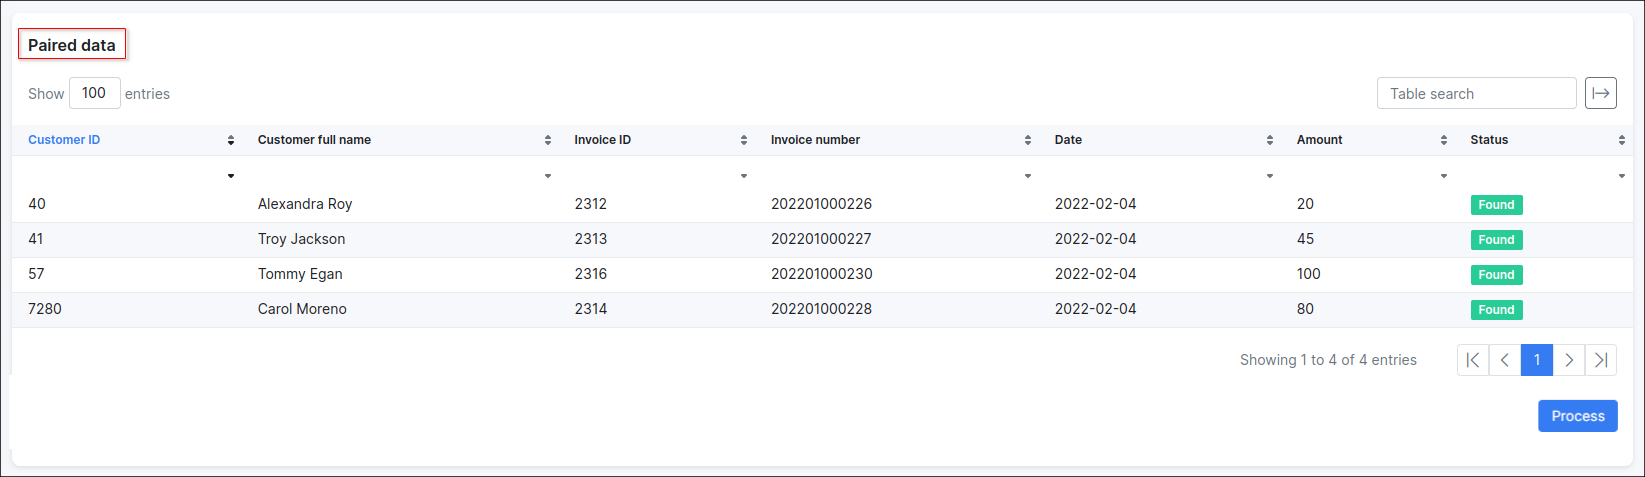 Paired data
Show 100 entries Table search
Customer ID Customer full name Invoice ID Invoice number Date Amount Status
40 Alexandra Roy 2312 202201000226 2022-02-04 20 Found
41 Troy Jackson 2313 202201000227 2022-02-04 45 Found
57 Tommy Egan 2316 202201000230 2022-02-04 100 Found
7280 Carol Moreno 2314 202201000228 2022-02-04 80 Found
Showing 1 to 4 of 4 entries 1
Process